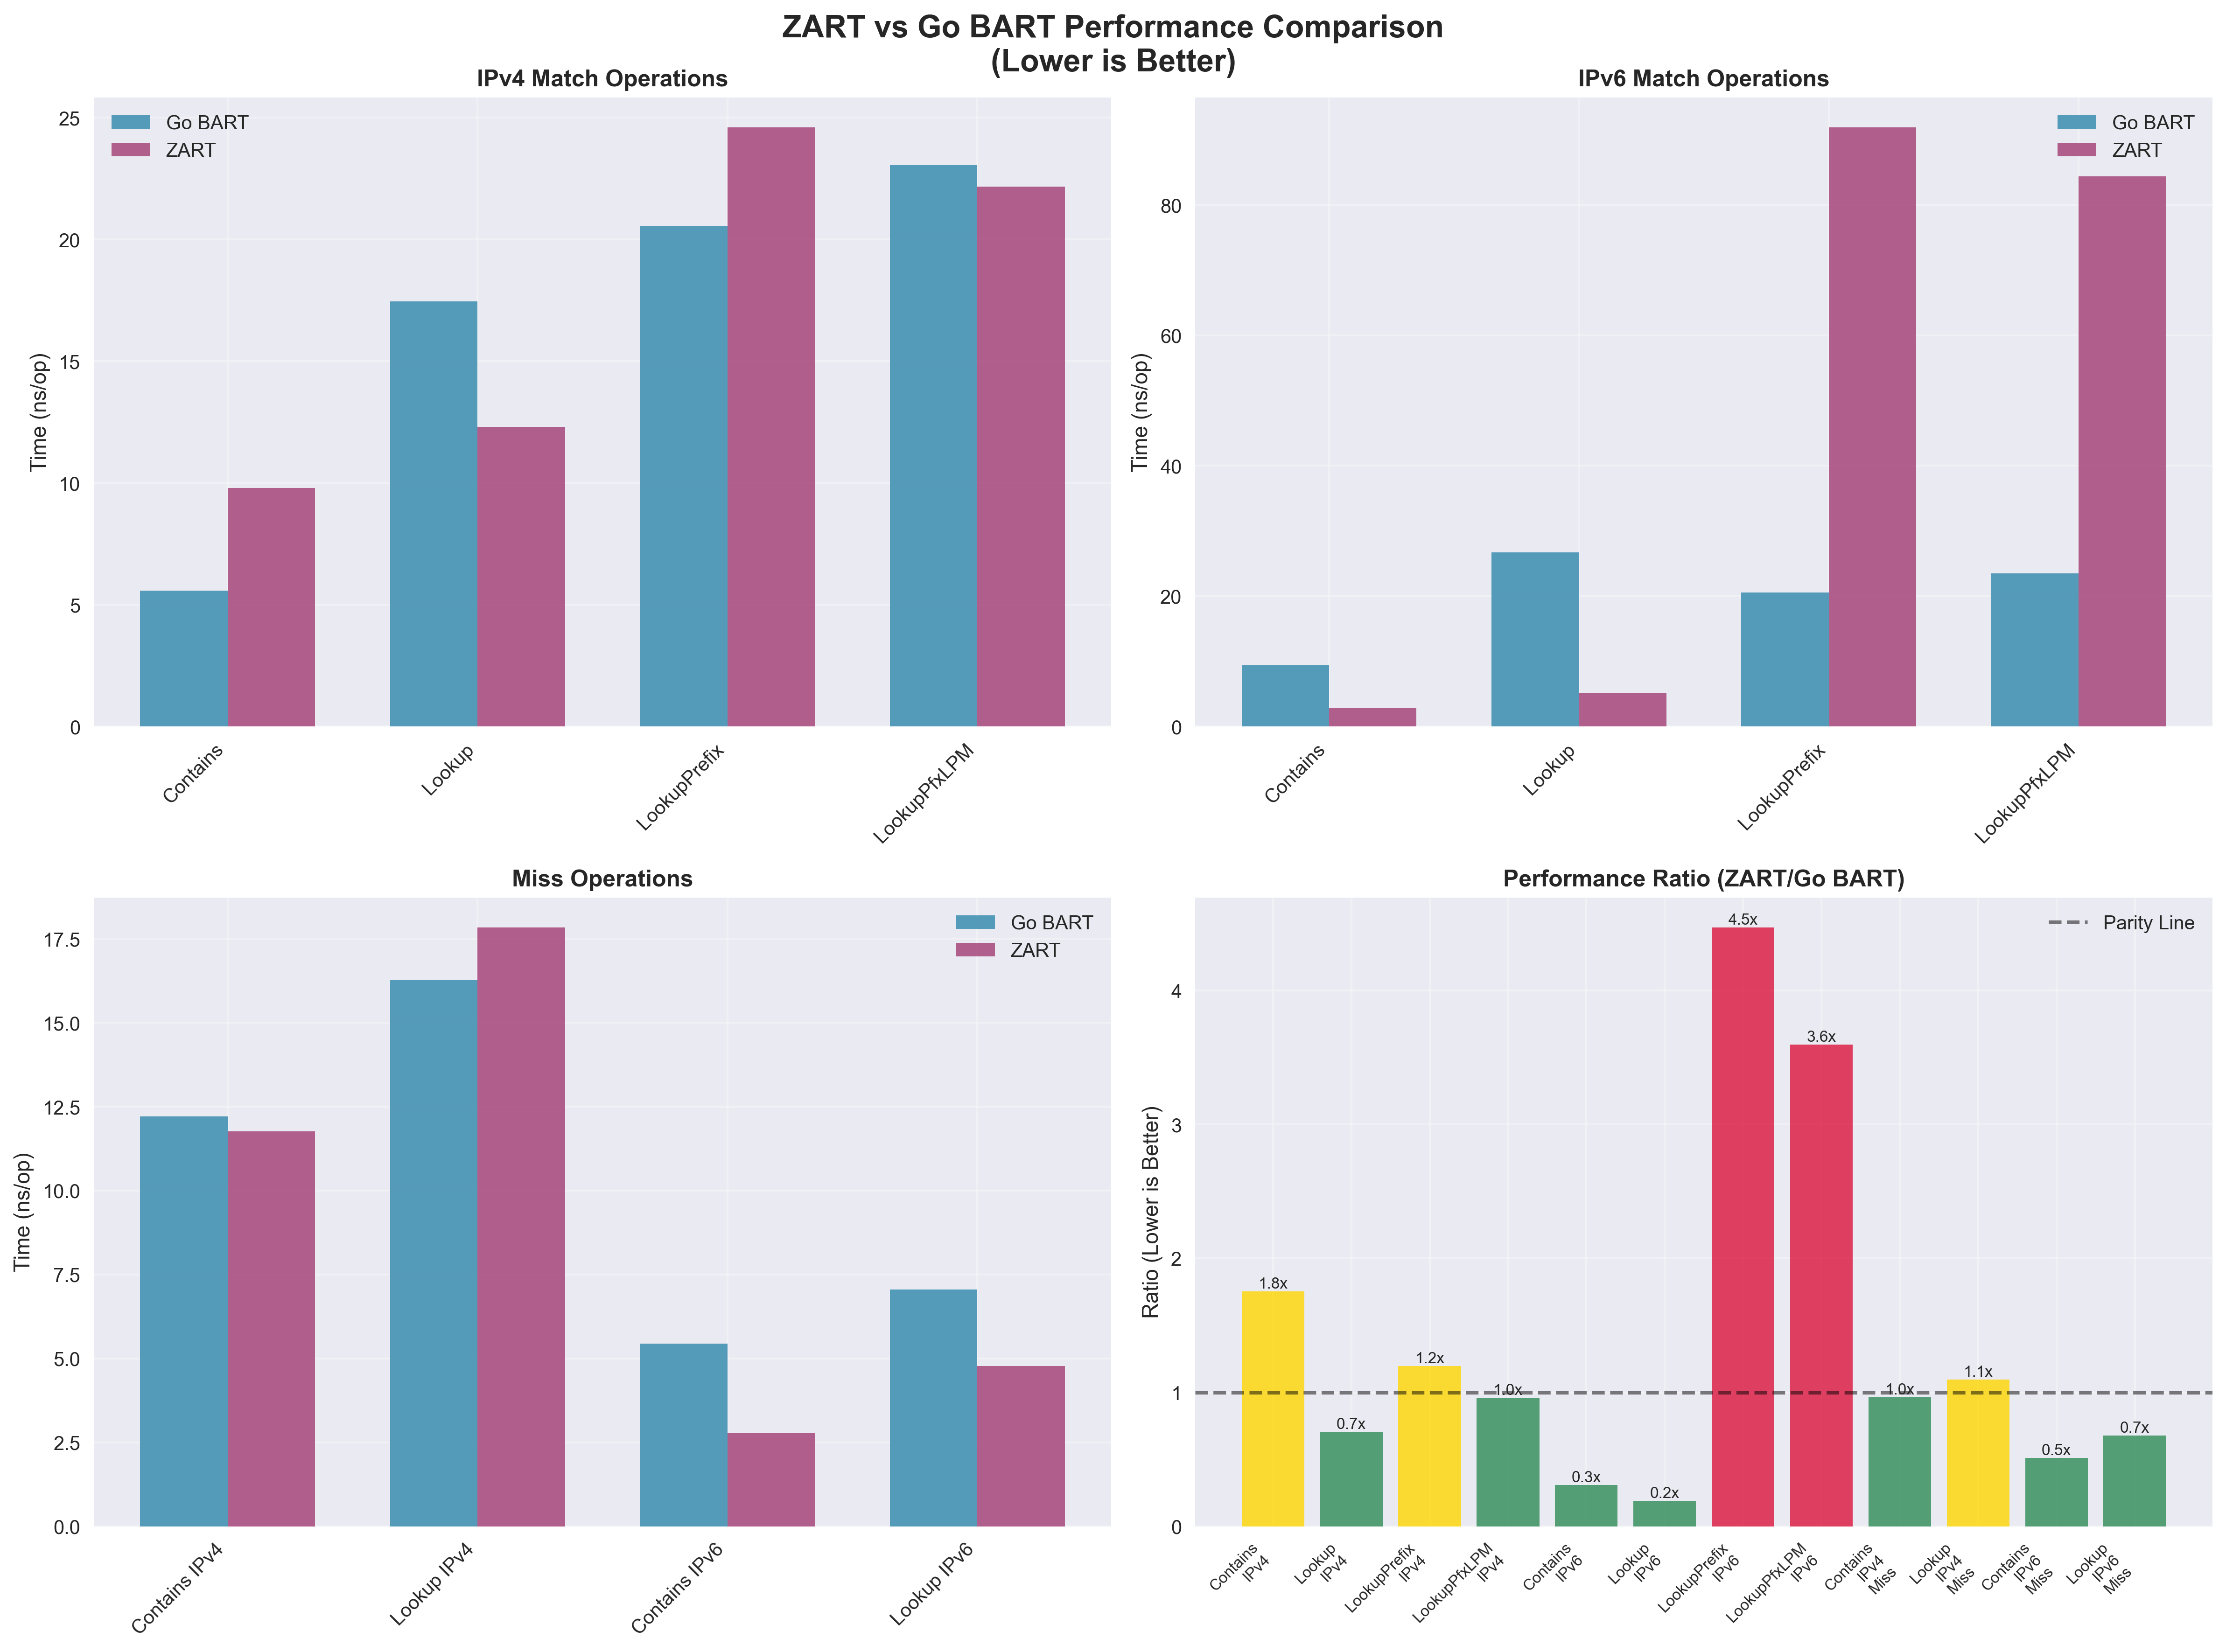 ZART vs Go BART Performance Comparison
(Lower is Better)
IPv4 Match Operations
Go BART
ZART
Time (ns/op)
25
20
15
10
5
0
Contains
Lookup
LookupPrefix
LookupPfxLPM
IPv6 Match Operations
Go BART
ZART
Time (ns/op)
80
60
40
20
0
Contains
Lookup
LookupPrefix
LookupPfxLPM
Miss Operations
Go BART
ZART
Time (ns/op)
17.5
15.0
12.5
10.0
7.5
5.0
2.5
0.0
Contains IPv4
Lookup IPv4
Contains IPv6
Lookup IPv6
Performance Ratio (ZART/Go BART)
Parity Line
Ratio (Lower is Better)
4
3
2
1
0
1.8x
0.7x
1.2x
1.0x
0.3x
0.2x
4.5x
3.6x
1.0x
1.1x
0.5x
0.7x
Contains
IPv4
Lookup
IPv4
LookupPrefix
IPv4
LookupPfxLPM
IPv4
Contains
IPv6
Lookup
IPv6
LookupPrefix
IPv6
LookupPfxLPM
IPv6
Contains
IPv4
Miss
Lookup
IPv4
Miss
Contains
IPv6
Miss
Lookup
IPv6
Miss